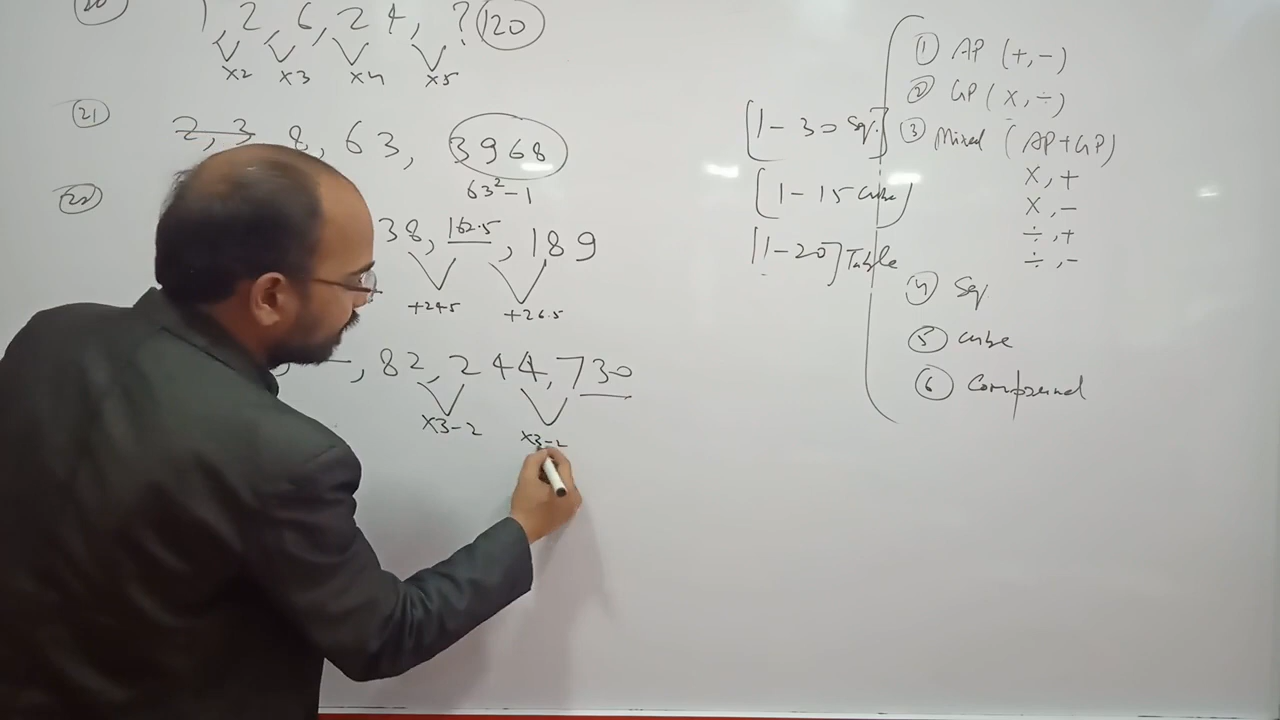 20 1, 2, 6, 24, ? 120
x2 x3 x4 x5
21 2, 3, 8, 63, 3968
63²-1
22 38, 162.5, 189
+24.5 +26.5
, 82, 244, 730
x3-2 x3-2
[1-30 Sq.]
[1-15 Cube]
[1-20] Table
1 AP (+,-)
2 GP (x,÷)
3 Mixed (AP+GP)
x,+
x,-
÷,+
÷,-
4 Sq
5 Cube
6 Compound